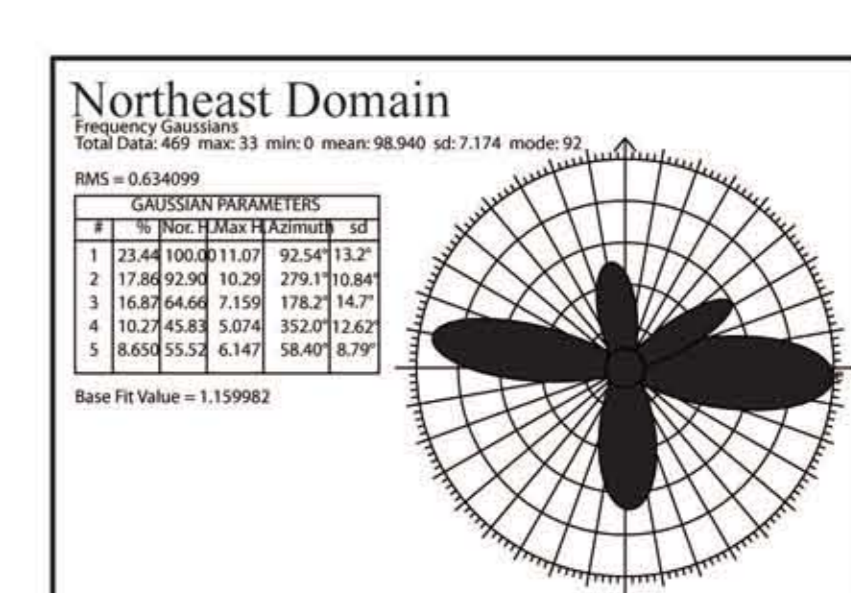 Northeast Domain
Frequency Gaussians
Total Data: 469 max: 33 min: 0 mean: 98.940 sd: 7.174 mode: 92
RMS = 0.634099
GAUSSIAN PARAMETERS
# % Nor. H. Max H. Azimuth sd
1 23.44 100.00 11.07 92.54° 13.2°
2 17.86 92.90 10.29 279.1° 10.84°
3 16.87 64.66 7.159 178.2° 14.7°
4 10.27 45.83 5.074 352.0° 12.62°
5 8.650 55.52 6.147 58.40° 8.79°
Base Fit Value = 1.159982